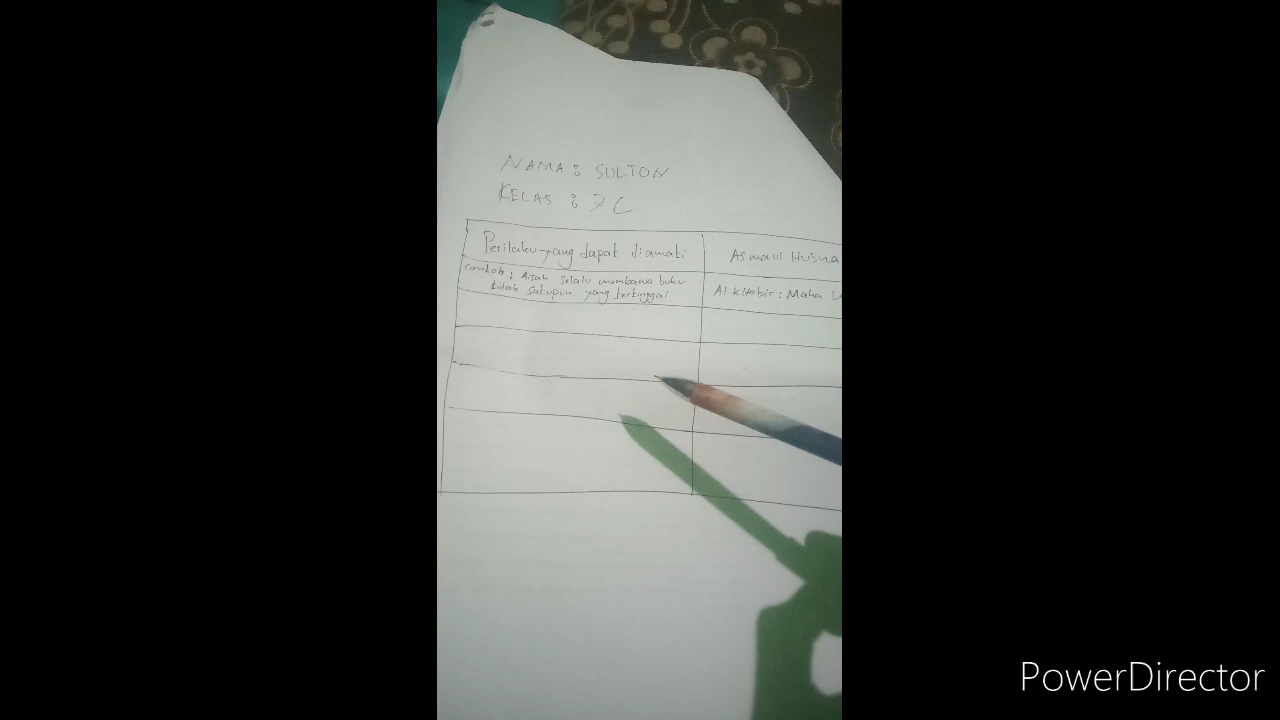 NAMA : SULTON
KELAS : 7C
Perilaku yang dapat diamati
Asmaul Husna
Contoh : Aisah selalu membawa buku
tidak satupun yang tertinggal
Al-Khobir : Maha
PowerDirector